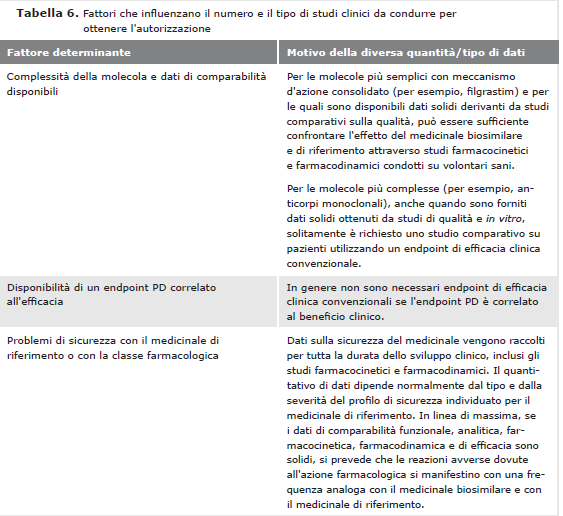 Tabella 6. Fattori che influenzano il numero e il tipo di studi clinici da condurre per
ottenere l'autorizzazione
Fattore determinante
Motivo della diversa quantità/tipo di dati
Complessità della molecola e dati di comparabilità
disponibili
Per le molecole più semplici con meccanismo
d'azione consolidato (per esempio, filgrastim) e per
le quali sono disponibili dati solidi derivanti da studi
comparativi sulla qualità, può essere sufficiente
confrontare l'effetto del medicinale biosimilare
e di riferimento attraverso studi farmacocinetici
e farmacodinamici condotti su volontari sani.
Per le molecole più complesse (per esempio, an-
ticorpi monoclonali), anche quando sono forniti
dati solidi ottenuti da studi di qualità e in vitro,
solitamente è richiesto uno studio comparativo su
pazienti utilizzando un endpoint di efficacia clinica
convenzionale.
Disponibilità di un endpoint PD correlato
all'efficacia
In genere non sono necessari endpoint di efficacia
clinica convenzionali se l'endpoint PD è correlato
al beneficio clinico.
Problemi di sicurezza con il medicinale di
riferimento o con la classe farmacologica
Dati sulla sicurezza del medicinale vengono raccolti
per tutta la durata dello sviluppo clinico, inclusi gli
studi farmacocinetici e farmacodinamici. Il quanti-
tativo di dati dipende normalmente dal tipo e dalla
severità del profilo di sicurezza individuato per il
medicinale di riferimento. In linea di massima, se
i dati di comparabilità funzionale, analitica, far-
macocinetica, farmacodinamica e di efficacia sono
solidi, si prevede che le reazioni avverse dovute
all'azione farmacologica si manifestino con una fre-
quenza analoga con il medicinale biosimilare e con
il medicinale di riferimento.